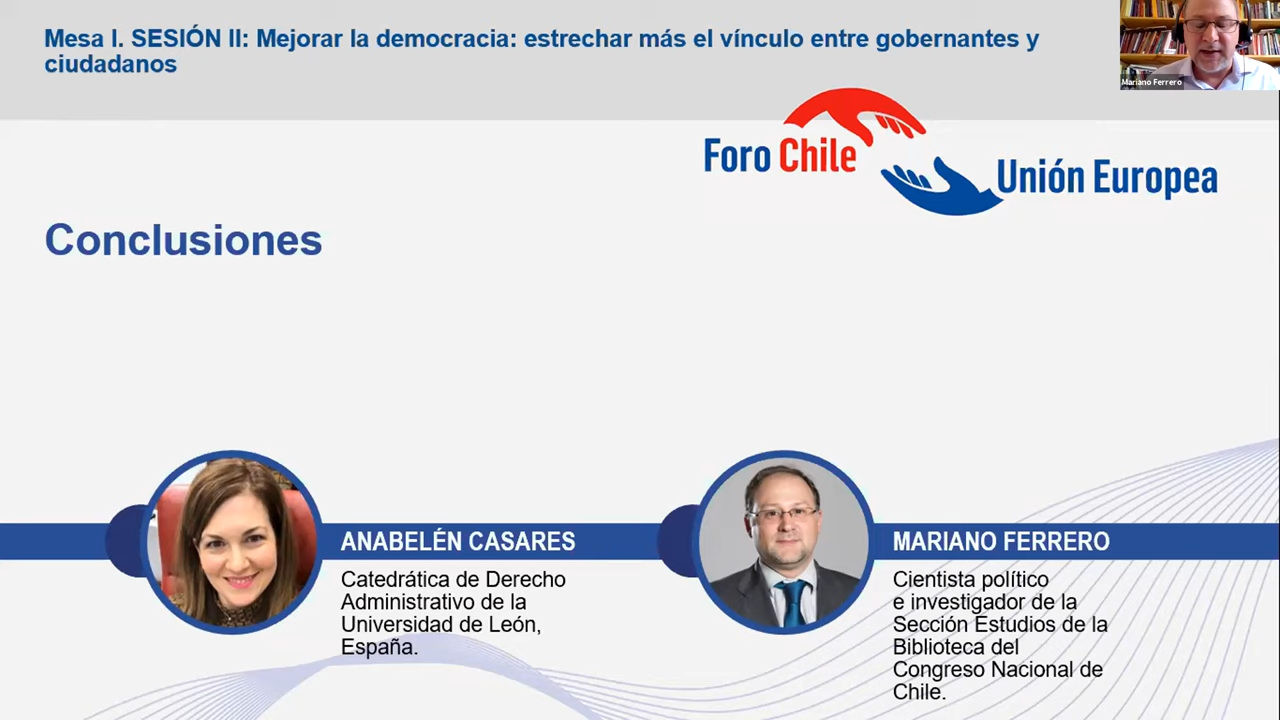 Mesa I. SESIÓN II: Mejorar la democracia: estrechar más el vínculo entre gobernantes y
ciudadanos
Mariano Ferrero
Foro Chile
Unión Europea
Conclusiones
ANABELÉN CASARES
Catedrática de Derecho
Administrativo de la
Universidad de León,
España.
MARIANO FERRERO
Cientista político
e investigador de la
Sección Estudios de la
Biblioteca del
Congreso Nacional de
Chile.